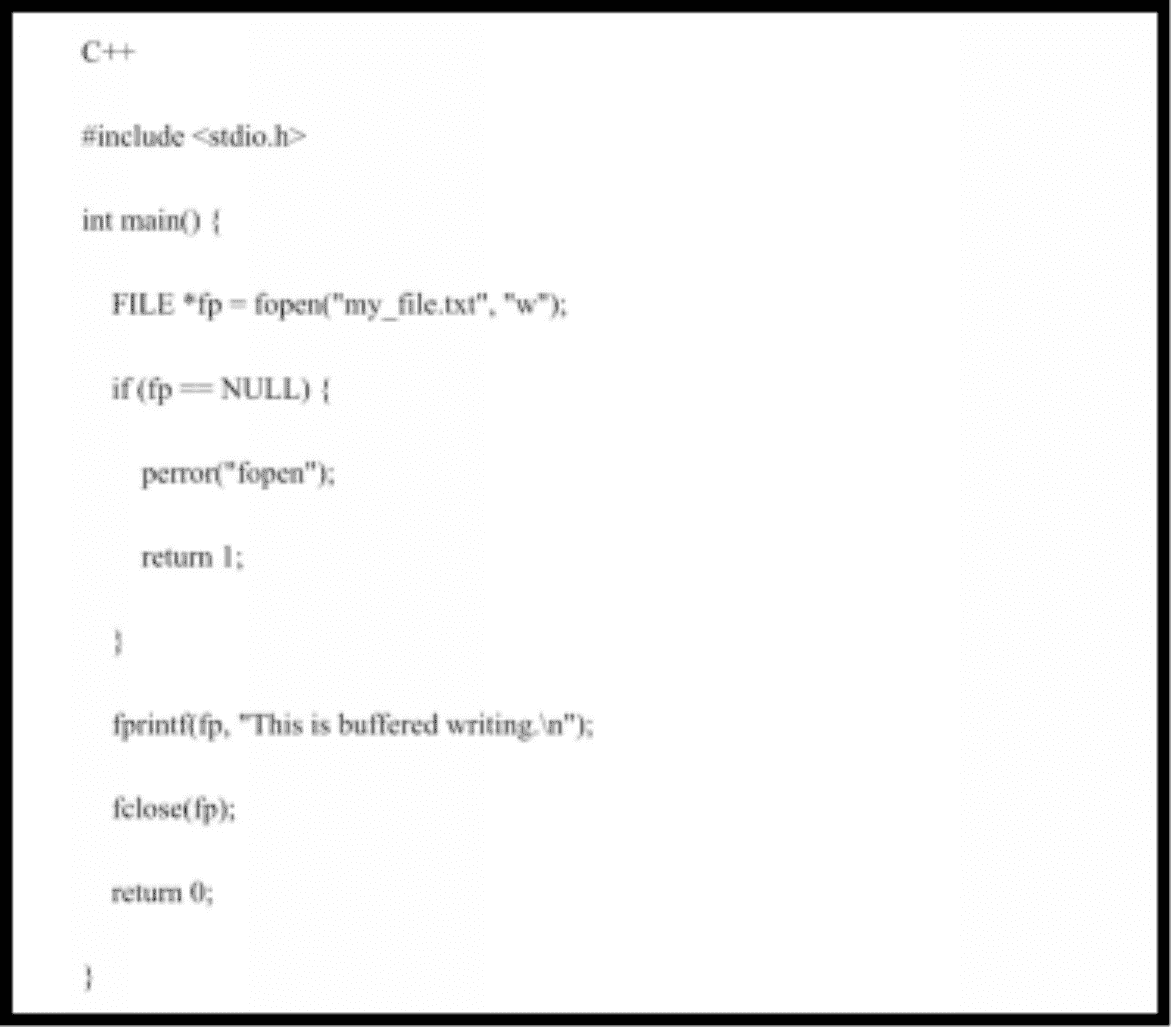 C++
#include <stdio.h>
int main() {
FILE *fp = fopen("my_file.txt", "w");
if (fp == NULL) {
perror("fopen");
return 1;
}
fprintf(fp, "This is buffered writing.\n");
fclose(fp);
return 0;
}